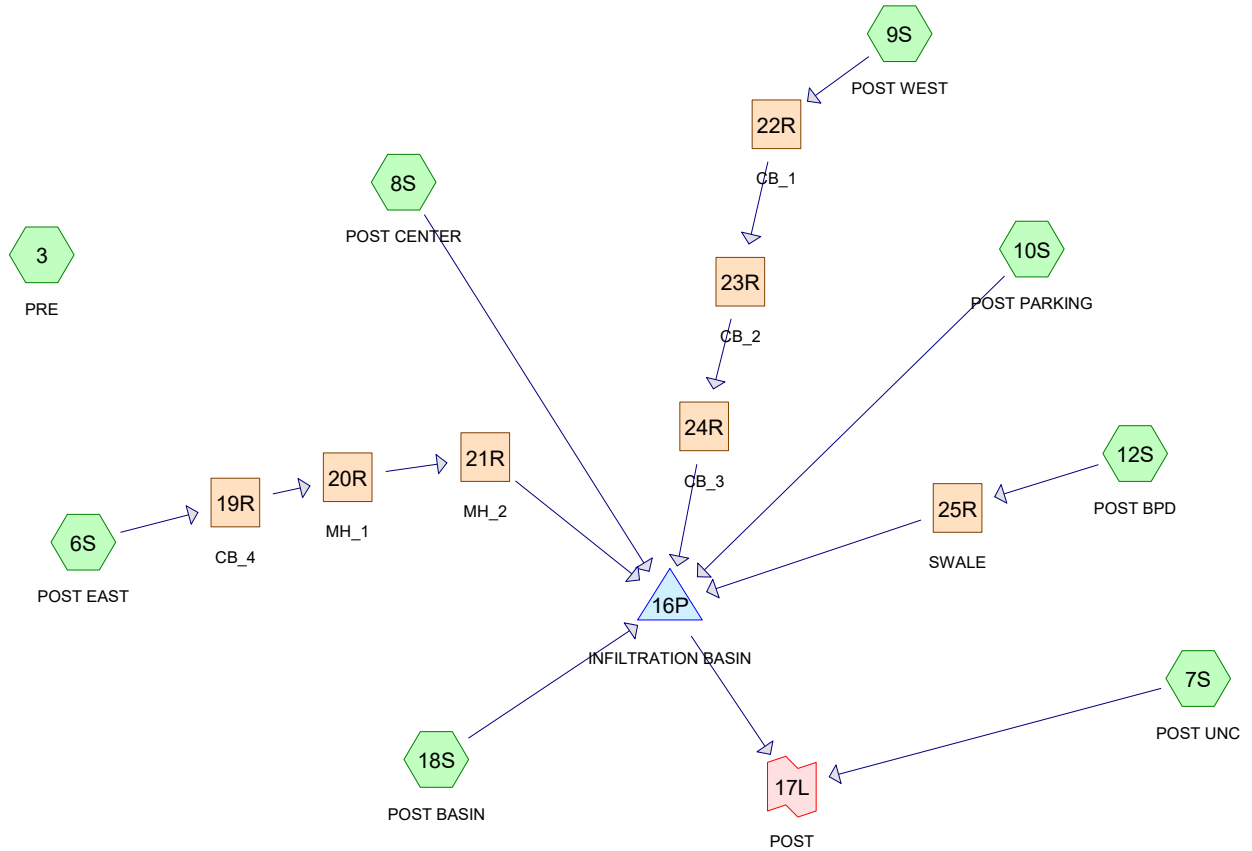 9S
POST WEST
22R
CB_1
8S
POST CENTER
3
PRE
10S
POST PARKING
23R
CB_2
24R
CB_3
12S
POST BPD
21R
MH_2
20R
MH_1
19R
CB_4
6S
POST EAST
25R
SWALE
16P
INFILTRATION BASIN
7S
POST UNC
18S
POST BASIN
17L
POST